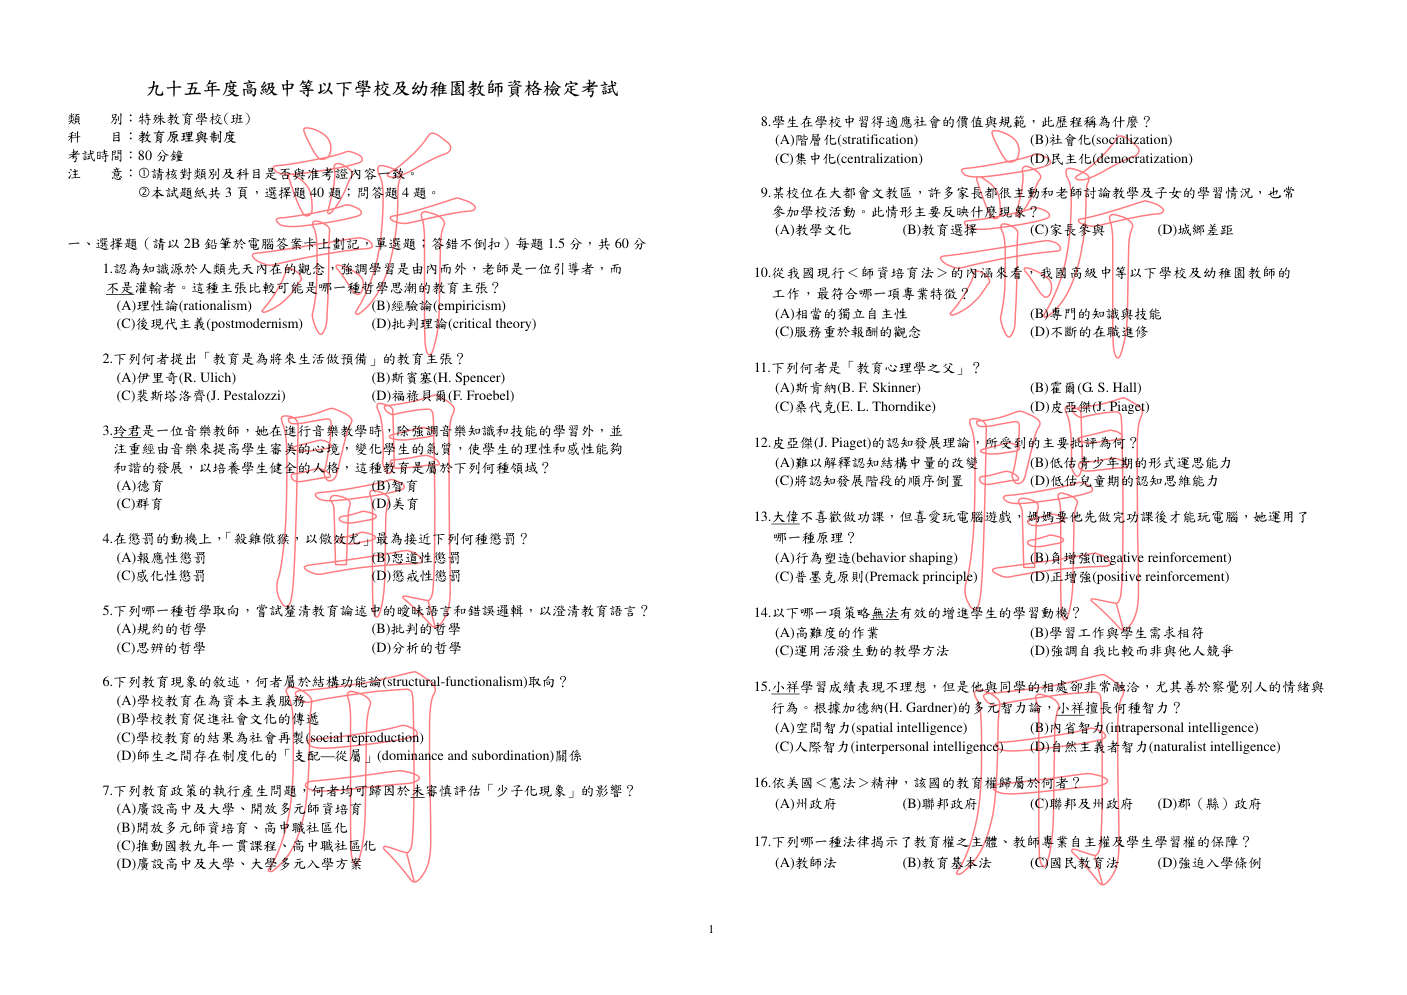 九十五年度高級中等以下學校及幼稚園教師資格檢定考試
類　　別：特殊教育學校(班)
科　　目：教育原理與制度
考試時間：80 分鐘
注　　意：①請核對類別及科目是否與准考證內容一致。
②本試題紙共 3 頁，選擇題 40 題；問答題 4 題。
一、選擇題（請以 2B 鉛筆於電腦答案卡上劃記，單選題；答錯不倒扣）每題 1.5 分，共 60 分
1.認為知識源於人類先天內在的觀念，強調學習是由內而外，老師是一位引導者，而
不是灌輸者。這種主張比較可能是哪一種哲學思潮的教育主張？
(A)理性論(rationalism) (B)經驗論(empiricism)
(C)後現代主義(postmodernism) (D)批判理論(critical theory)
2.下列何者提出「教育是為將來生活做預備」的教育主張？
(A)伊里奇(R. Ulich) (B)斯賓塞(H. Spencer)
(C)裴斯塔洛齊(J. Pestalozzi) (D)福祿貝爾(F. Froebel)
3.玲君是一位音樂教師，她在進行音樂教學時，除強調音樂知識和技能的學習外，並
注重經由音樂來提高學生審美的心境，變化學生的氣質，使學生的理性和感性能夠
和諧的發展，以培養學生健全的人格，這種教育是屬於下列何種領域？
(A)德育 (B)智育
(C)群育 (D)美育
4.在懲罰的動機上，「殺雞儆猴，以儆效尤」最為接近下列何種懲罰？
(A)報應性懲罰 (B)恕道性懲罰
(C)感化性懲罰 (D)懲戒性懲罰
5.下列哪一種哲學取向，嘗試釐清教育論述中的曖昧語言和錯誤邏輯，以澄清教育語言？
(A)規約的哲學 (B)批判的哲學
(C)思辨的哲學 (D)分析的哲學
6.下列教育現象的敘述，何者屬於結構功能論(structural-functionalism)取向？
(A)學校教育在為資本主義服務
(B)學校教育促進社會文化的傳遞
(C)學校教育的結果為社會再製(social reproduction)
(D)師生之間存在制度化的「支配—從屬」(dominance and subordination)關係
7.下列教育政策的執行產生問題，何者均可歸因於未審慎評估「少子化現象」的影響？
(A)廣設高中及大學、開放多元師資培育
(B)開放多元師資培育、高中職社區化
(C)推動國教九年一貫課程、高中職社區化
(D)廣設高中及大學、大學多元入學方案
8.學生在學校中習得適應社會的價值與規範，此歷程稱為什麼？
(A)階層化(stratification) (B)社會化(socialization)
(C)集中化(centralization) (D)民主化(democratization)
9.某校位在大都會文教區，許多家長都很主動和老師討論教學及子女的學習情況，也常
參加學校活動。此情形主要反映什麼現象？
(A)教學文化 (B)教育選擇 (C)家長參與 (D)城鄉差距
10.從我國現行＜師資培育法＞的內涵來看，我國高級中等以下學校及幼稚園教師的
工作，最符合哪一項專業特徵？
(A)相當的獨立自主性 (B)專門的知識與技能
(C)服務重於報酬的觀念 (D)不斷的在職進修
11.下列何者是「教育心理學之父」？
(A)斯肯納(B. F. Skinner) (B)霍爾(G. S. Hall)
(C)桑代克(E. L. Thorndike) (D)皮亞傑(J. Piaget)
12.皮亞傑(J. Piaget)的認知發展理論，所受到的主要批評為何？
(A)難以解釋認知結構中量的改變 (B)低估青少年期的形式運思能力
(C)將認知發展階段的順序倒置 (D)低估兒童期的認知思維能力
13.大偉不喜歡做功課，但喜愛玩電腦遊戲，媽媽要他先做完功課後才能玩電腦，她運用了
哪一種原理？
(A)行為塑造(behavior shaping) (B)負增強(negative reinforcement)
(C)普墨克原則(Premack principle) (D)正增強(positive reinforcement)
14.以下哪一項策略無法有效的增進學生的學習動機？
(A)高難度的作業 (B)學習工作與學生需求相符
(C)運用活潑生動的教學方法 (D)強調自我比較而非與他人競爭
15.小祥學習成績表現不理想，但是他與同學的相處卻非常融洽，尤其善於察覺別人的情緒與
行為。根據加德納(H. Gardner)的多元智力論，小祥擅長何種智力？
(A)空間智力(spatial intelligence) (B)內省智力(intrapersonal intelligence)
(C)人際智力(interpersonal intelligence) (D)自然主義者智力(naturalist intelligence)
16.依美國＜憲法＞精神，該國的教育權歸屬於何者？
(A)州政府 (B)聯邦政府 (C)聯邦及州政府 (D)郡（縣）政府
17.下列哪一種法律揭示了教育權之主體、教師專業自主權及學生學習權的保障？
(A)教師法 (B)教育基本法 (C)國民教育法 (D)強迫入學條例
新聞用
新聞用
1